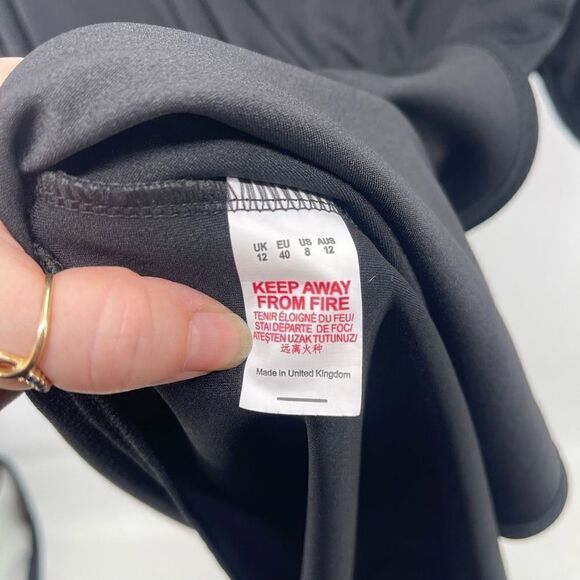 UK EU US AUS
12 40 8 12
KEEP AWAY
FROM FIRE
TENIR ÉLOIGNÉ DU FEU/
STAI DEPARTE DE FOC/
ATEŞTEN UZAK TUTUNUZ/
远离火种
Made in United Kingdom